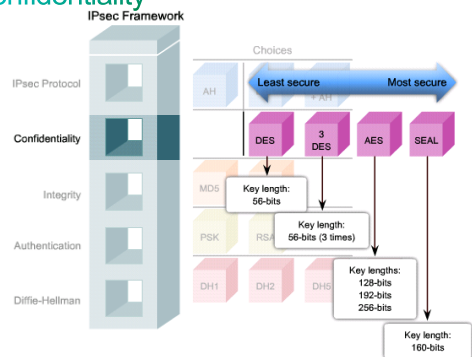 onfidentiality
IPsec Framework
Choices
IPsec Protocol
AH
+ AH
Least secure
Most secure
Confidentiality
DES
3
DES
AES
SEAL
Integrity
MD5
Key length:
56-bits
Key length:
56-bits (3 times)
Authentication
PSK
RSA
Key lengths:
128-bits
192-bits
256-bits
Diffie-Hellman
DH1
DH2
DH5
Key length:
160-bits